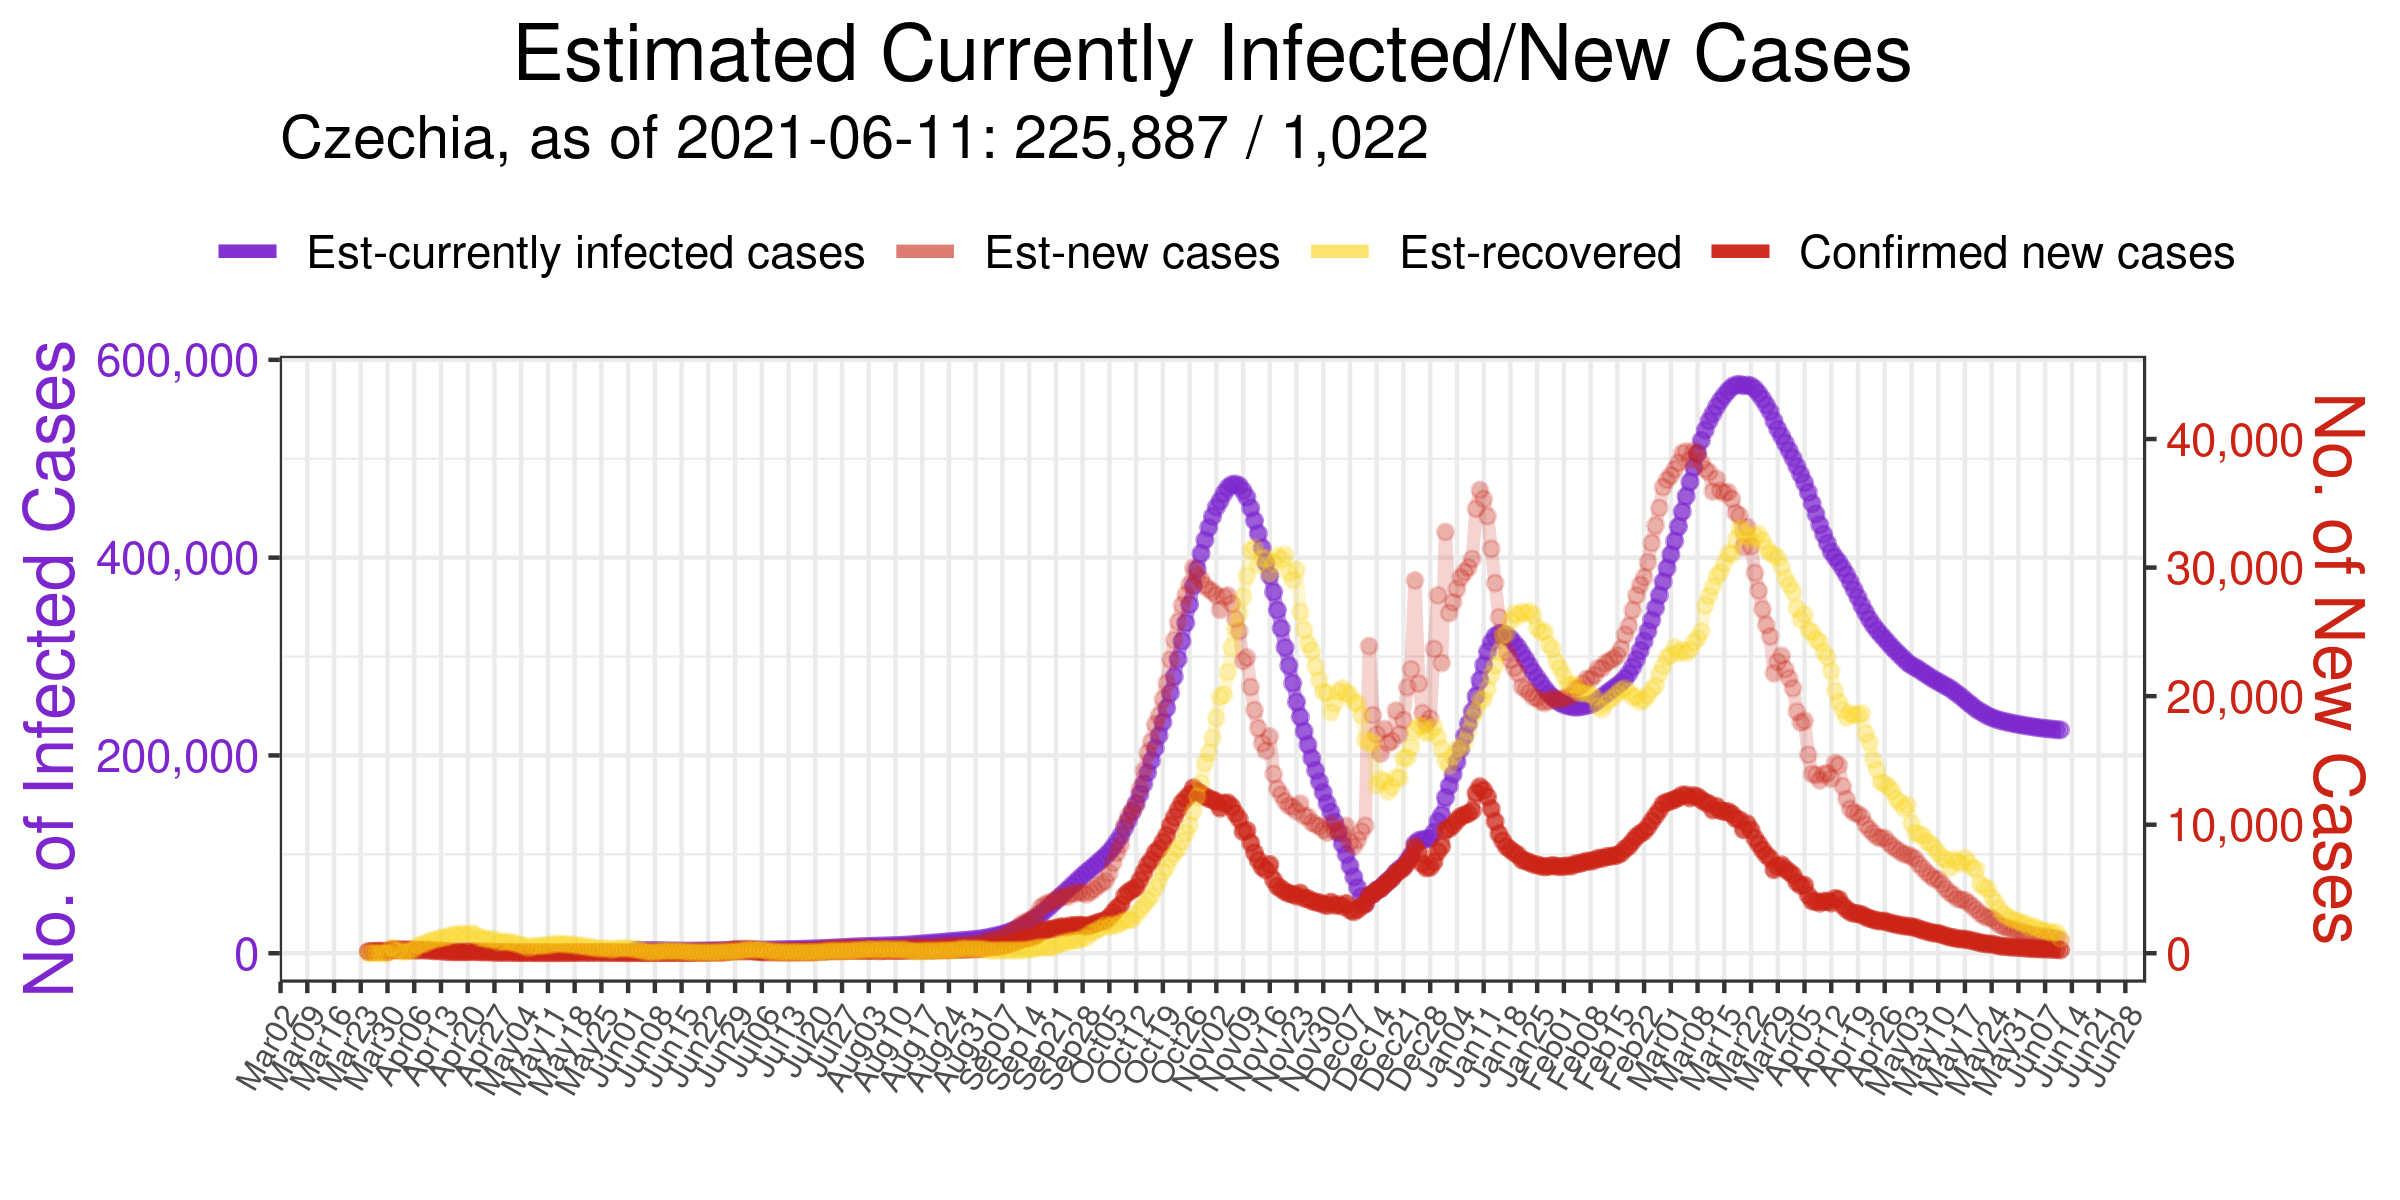 Estimated Currently Infected/New Cases
Czechia, as of 2021-06-11: 225,887 / 1,022
Est-currently infected cases Est-new cases Est-recovered Confirmed new cases
No. of Infected Cases
600,000
400,000
200,000
0
40,000
30,000
20,000
10,000
0
No. of New Cases
Mar02 Mar09 Mar16 Mar23 Mar30 Apr06 Apr13 Apr20 Apr27 May04 May11 May18 May25 Jun01 Jun08 Jun15 Jun22 Jun29 Jul06 Jul13 Jul20 Jul27 Aug03 Aug10 Aug17 Aug24 Aug31 Sep07 Sep14 Sep21 Sep28 Oct05 Oct12 Oct19 Oct26 Nov02 Nov09 Nov16 Nov23 Nov30 Dec07 Dec14 Dec21 Dec28 Jan04 Jan11 Jan18 Jan25 Feb01 Feb08 Feb15 Feb22 Mar01 Mar08 Mar15 Mar22 Mar29 Apr05 Apr12 Apr19 Apr26 May03 May10 May17 May24 May31 Jun07 Jun14 Jun21 Jun28